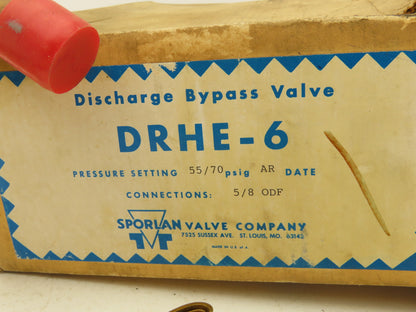 Discharge Bypass Valve
DRHE-6
PRESSURE SETTING 55/70 psig AR DATE
CONNECTIONS: 5/8 ODF
SPORLAN VALVE COMPANY
7525 SUSSEX AVE. ST. LOUIS, MO. 63143
MADE IN U.S. of A.